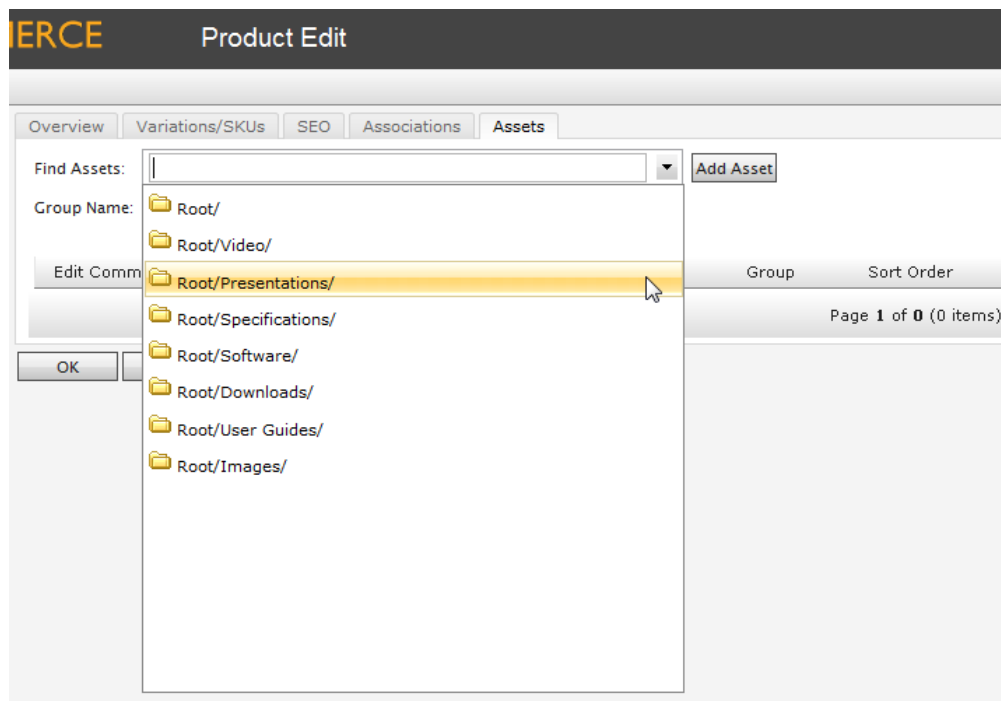 IERCE Product Edit
Overview Variations/SKUs SEO Associations Assets
Find Assets: Add Asset
Group Name: Root/
Root/Video/
Edit Comm Root/Presentations/ Group Sort Order
Root/Specifications/ Page 1 of 0 (0 items)
Root/Software/
OK
Root/Downloads/
Root/User Guides/
Root/Images/